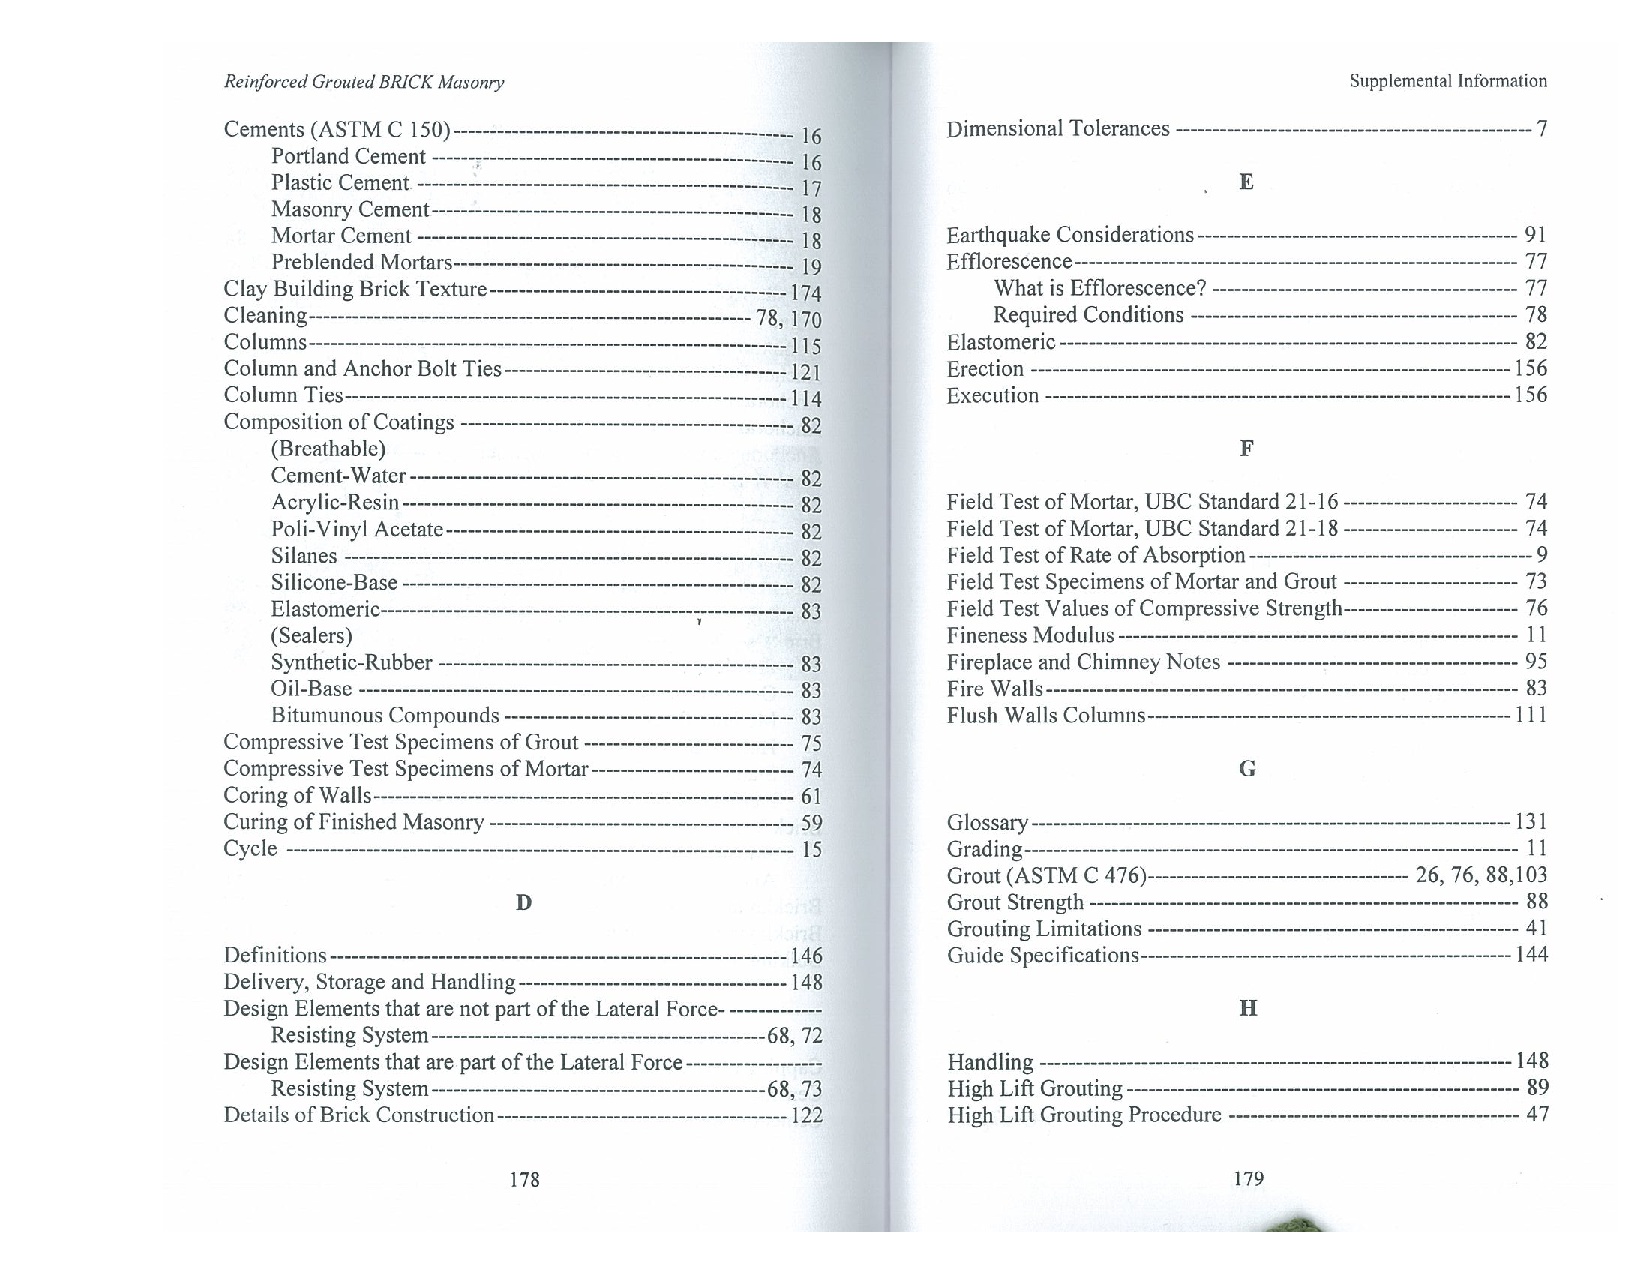 Reinforced Grouted BRICK Masonry
Cements (ASTM C 150)----------------------------------------------- 16
Portland Cement -------------------------------------------------- 16
Plastic Cement ---------------------------------------------------- 17
Masonry Cement-------------------------------------------------- 18
Mortar Cement ---------------------------------------------------- 18
Preblended Mortars----------------------------------------------- 19
Clay Building Brick Texture----------------------------------------- 174
Cleaning------------------------------------------------------------- 78, 170
Columns------------------------------------------------------------------ 115
Column and Anchor Bolt Ties--------------------------------------- 121
Column Ties------------------------------------------------------------- 114
Composition of Coatings ---------------------------------------------- 82
(Breathable)
Cement-Water----------------------------------------------------- 82
Acrylic-Resin------------------------------------------------------ 82
Poli-Vinyl Acetate------------------------------------------------ 82
Silanes -------------------------------------------------------------- 82
Silicone-Base ------------------------------------------------------ 82
Elastomeric--------------------------------------------------------- 83
(Sealers)
Synthetic-Rubber ------------------------------------------------- 83
Oil-Base ------------------------------------------------------------ 83
Bitumunous Compounds ---------------------------------------- 83
Compressive Test Specimens of Grout ----------------------------- 75
Compressive Test Specimens of Mortar---------------------------- 74
Coring of Walls---------------------------------------------------------- 61
Curing of Finished Masonry ------------------------------------------ 59
Cycle ---------------------------------------------------------------------- 15
D
Definitions --------------------------------------------------------------- 146
Delivery, Storage and Handling------------------------------------- 148
Design Elements that are not part of the Lateral Force- -------------
Resisting System----------------------------------------------68, 72
Design Elements that are part of the Lateral Force-------------------
Resisting System----------------------------------------------68, 73
Details of Brick Construction---------------------------------------- 122
178
Supplemental Information
Dimensional Tolerances ------------------------------------------------- 7
E
Earthquake Considerations -------------------------------------------- 91
Efflorescence------------------------------------------------------------- 77
What is Efflorescence? ------------------------------------------ 77
Required Conditions --------------------------------------------- 78
Elastomeric --------------------------------------------------------------- 82
Erection ------------------------------------------------------------------ 156
Execution ---------------------------------------------------------------- 156
F
Field Test of Mortar, UBC Standard 21-16 ------------------------ 74
Field Test of Mortar, UBC Standard 21-18 ------------------------ 74
Field Test of Rate of Absorption--------------------------------------- 9
Field Test Specimens of Mortar and Grout ------------------------ 73
Field Test Values of Compressive Strength------------------------ 76
Fineness Modulus ------------------------------------------------------- 11
Fireplace and Chimney Notes ---------------------------------------- 95
Fire Walls----------------------------------------------------------------- 83
Flush Walls Columns-------------------------------------------------- 111
G
Glossary ------------------------------------------------------------------ 131
Grading-------------------------------------------------------------------- 11
Grout (ASTM C 476)------------------------------------ 26, 76, 88,103
Grout Strength ----------------------------------------------------------- 88
Grouting Limitations --------------------------------------------------- 41
Guide Specifications--------------------------------------------------- 144
H
Handling ----------------------------------------------------------------- 148
High Lift Grouting ------------------------------------------------------ 89
High Lift Grouting Procedure ---------------------------------------- 47
179